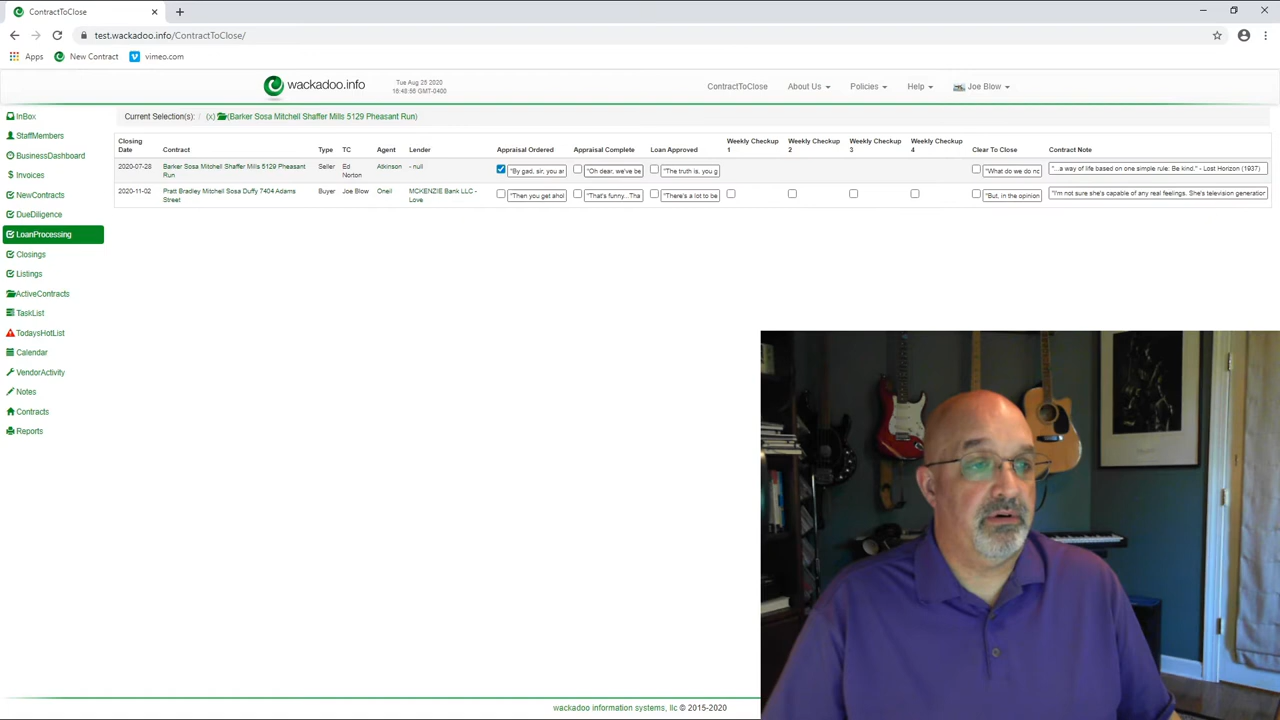 ContractToClose
test.wackadoo.info/ContractToClose/
Apps New Contract vimeo.com
wackadoo.info
Tue Aug 25 2020
16:48:56 GMT-0400
ContractToClose About Us Policies Help Joe Blow
Current Selection(s): / (x) (Barker Sosa Mitchell Shaffer Mills 5129 Pheasant Run)
InBox
StaffMembers
BusinessDashboard
Invoices
NewContracts
DueDiligence
LoanProcessing
Closings
Listings
ActiveContracts
TaskList
TodaysHotList
Calendar
VendorActivity
Notes
Contracts
Reports
Closing Date Contract Type TC Agent Lender Appraisal Ordered Appraisal Complete Loan Approved Weekly Checkup 1 Weekly Checkup 2 Weekly Checkup 3 Weekly Checkup 4 Clear To Close Contract Note
2020-07-28 Barker Sosa Mitchell Shaffer Mills 5129 Pheasant Run Seller Ed Norton Atkinson - null "By gad, sir, you ar "Oh dear, we've be "The truth is, you g "What do we do no "...a way of life based on one simple rule: Be kind." - Lost Horizon (1937)
2020-11-02 Pratt Bradley Mitchell Sosa Duffy 7404 Adams Street Buyer Joe Blow Oneil MCKENZIE Bank LLC - Love "Then you get ahol "That's funny...Tha "There's a lot to be "But, in the opinion "I'm not sure she's capable of any real feelings. She's television generation
wackadoo information systems, llc © 2015-2020